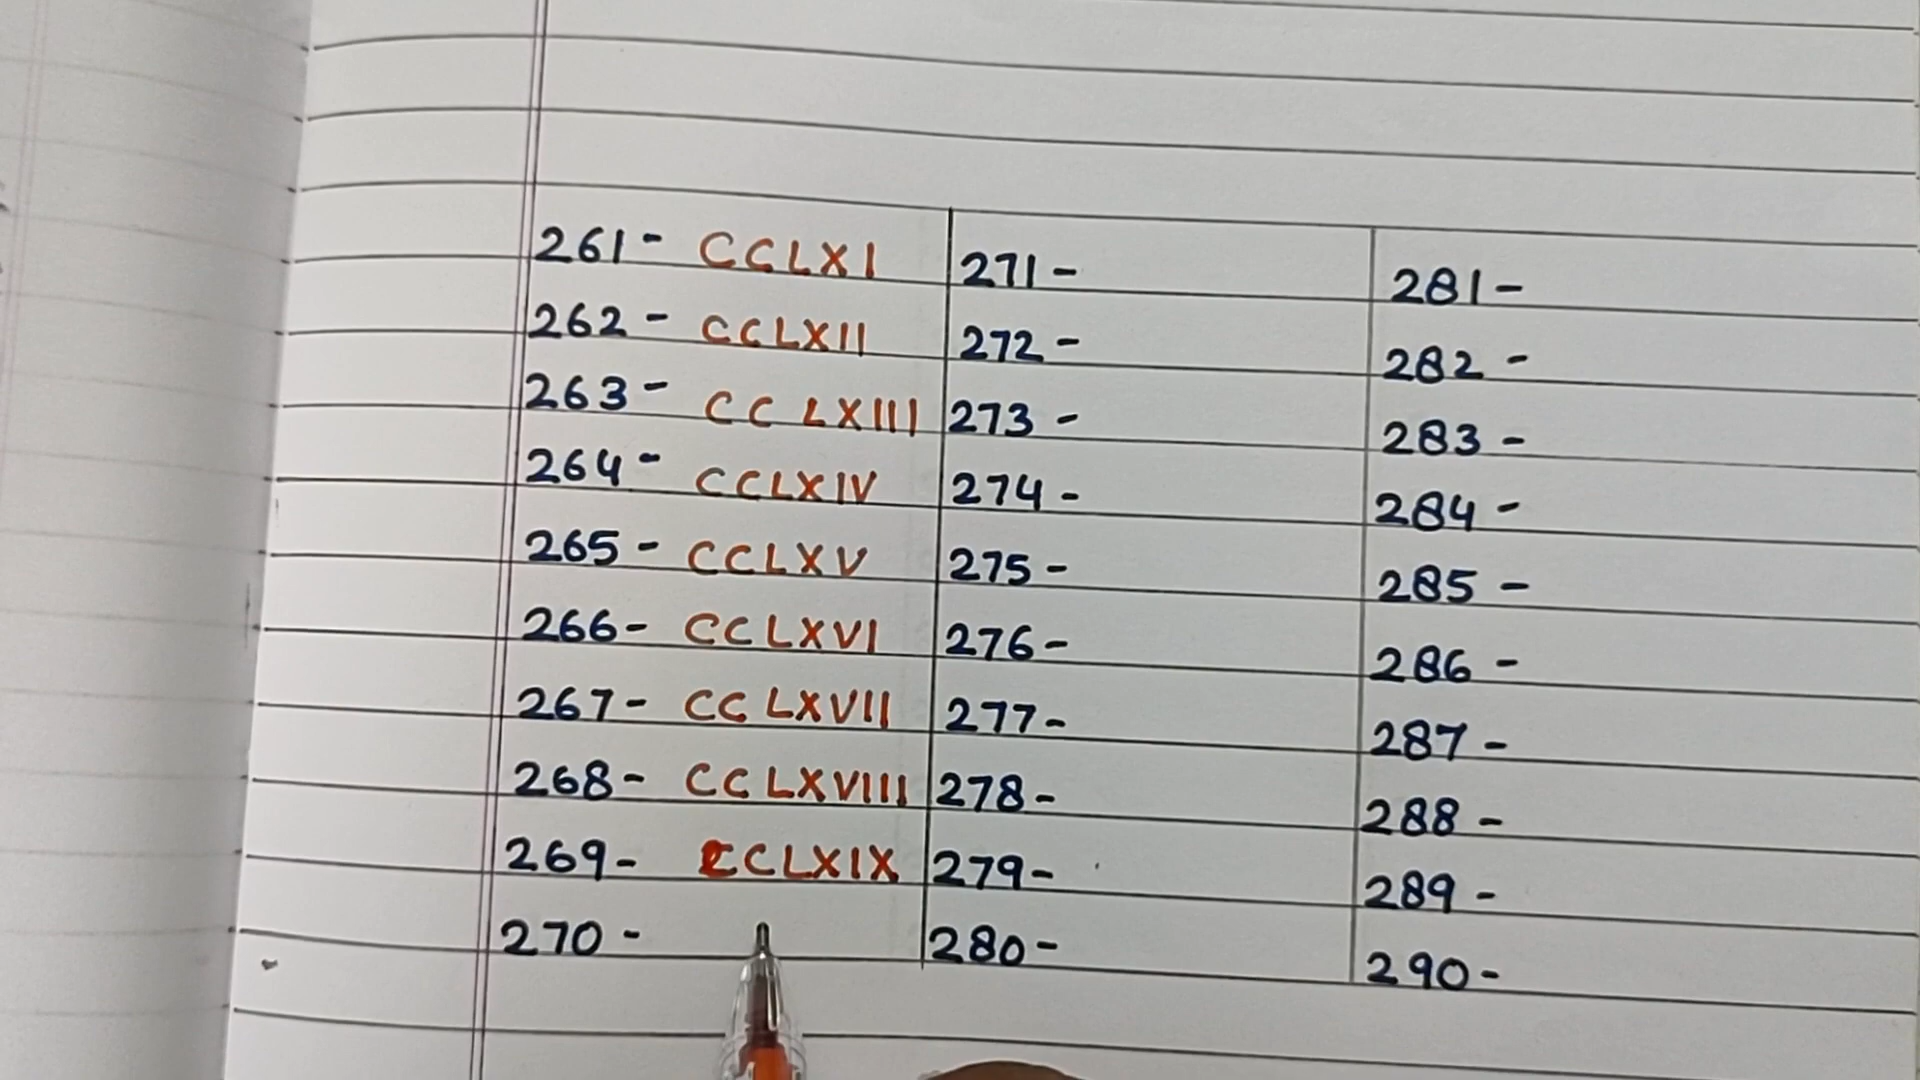 261- CCLXI
262- CCLXII
263- CCLXIII
264- CCLXIV
265- CCLXV
266- CCLXVI
267- CCLXVII
268- CCLXVIII
269- CCLXIX
270-
271-
272-
273-
274-
275-
276-
277-
278-
279-
280-
281-
282-
283-
284-
285-
286-
287-
288-
289-
290-